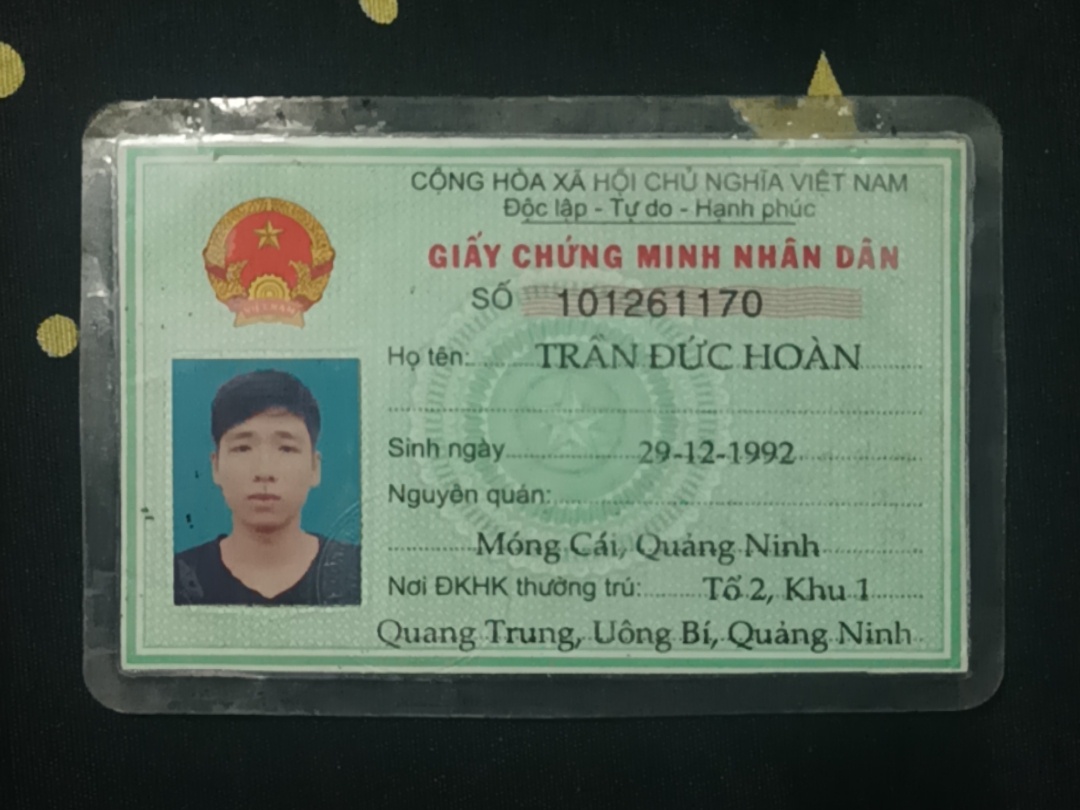 CỘNG HÒA XÃ HỘI CHỦ NGHĨA VIỆT NAM
Độc lập - Tự do - Hạnh phúc
GIẤY CHỨNG MINH NHÂN DÂN
SỐ 101261170
Họ tên: TRẦN ĐỨC HOÀN
Sinh ngày 29-12-1992
Nguyên quán:
Móng Cái, Quảng Ninh
Nơi ĐKHK thường trú: Tổ 2, Khu 1
Quang Trung, Uông Bí, Quảng Ninh
VIỆT NAM